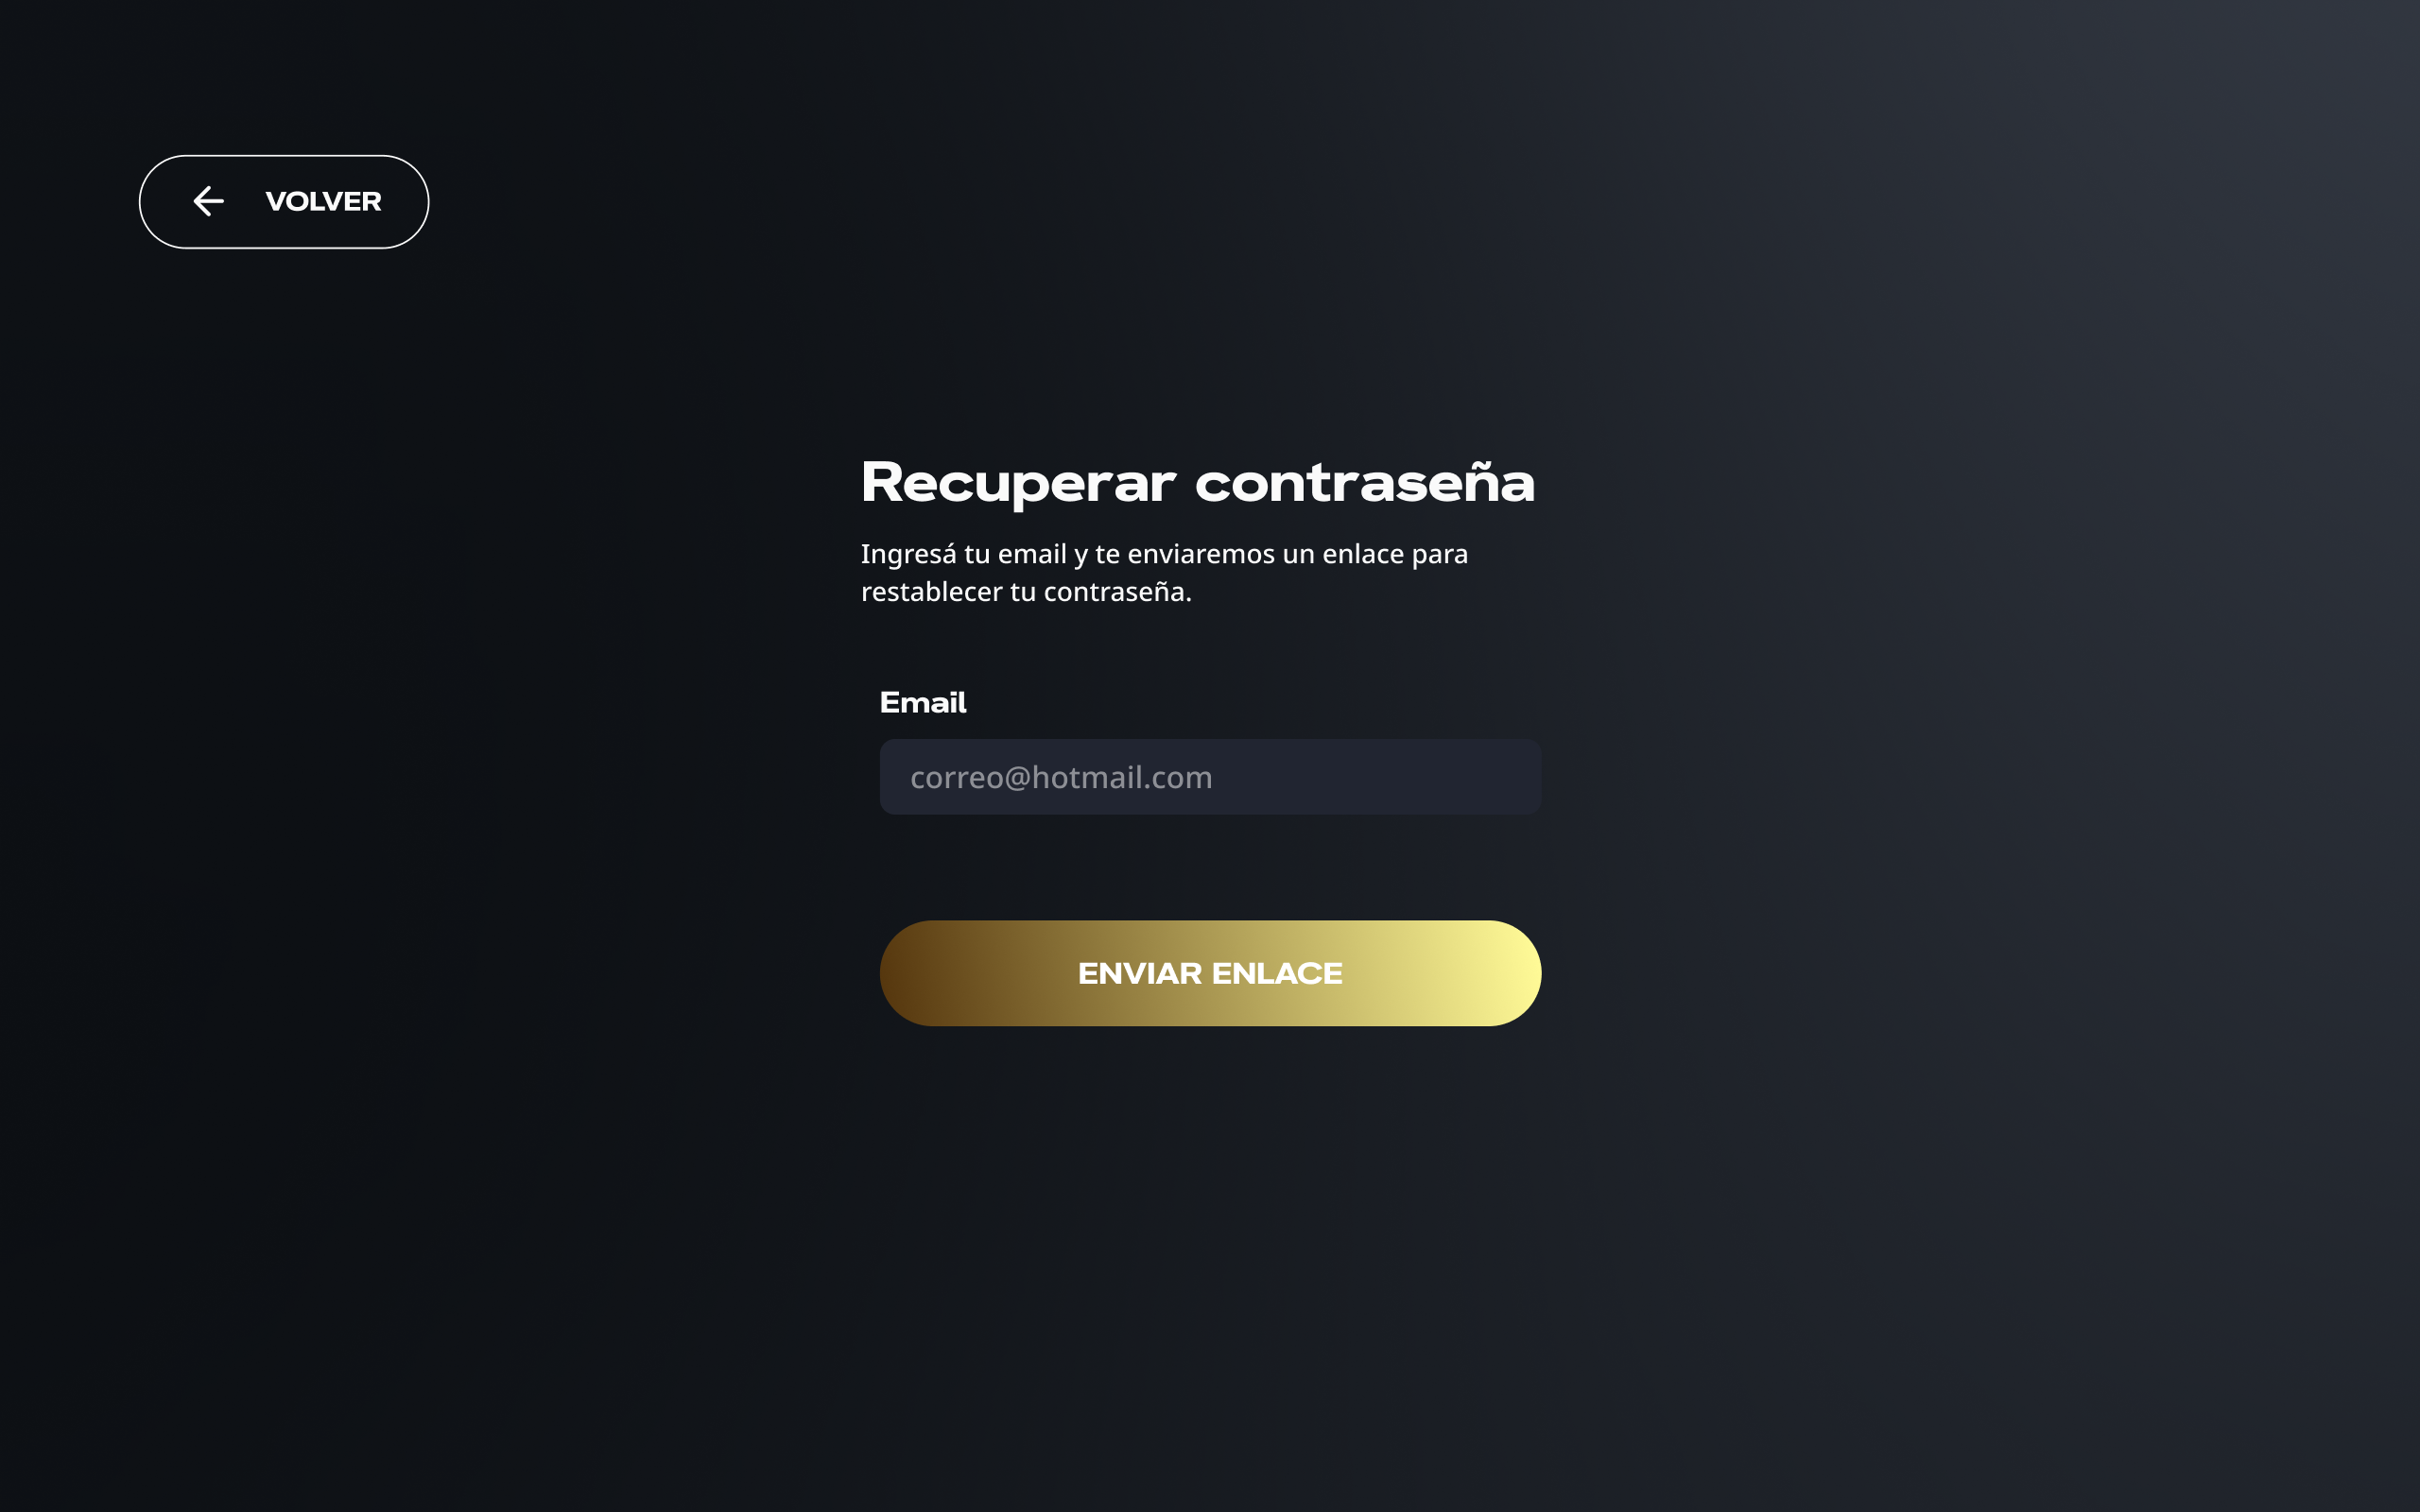 VOLVER
Recuperar contraseña
Ingresá tu email y te enviaremos un enlace para
restablecer tu contraseña.
Email
correo@hotmail.com
ENVIAR ENLACE